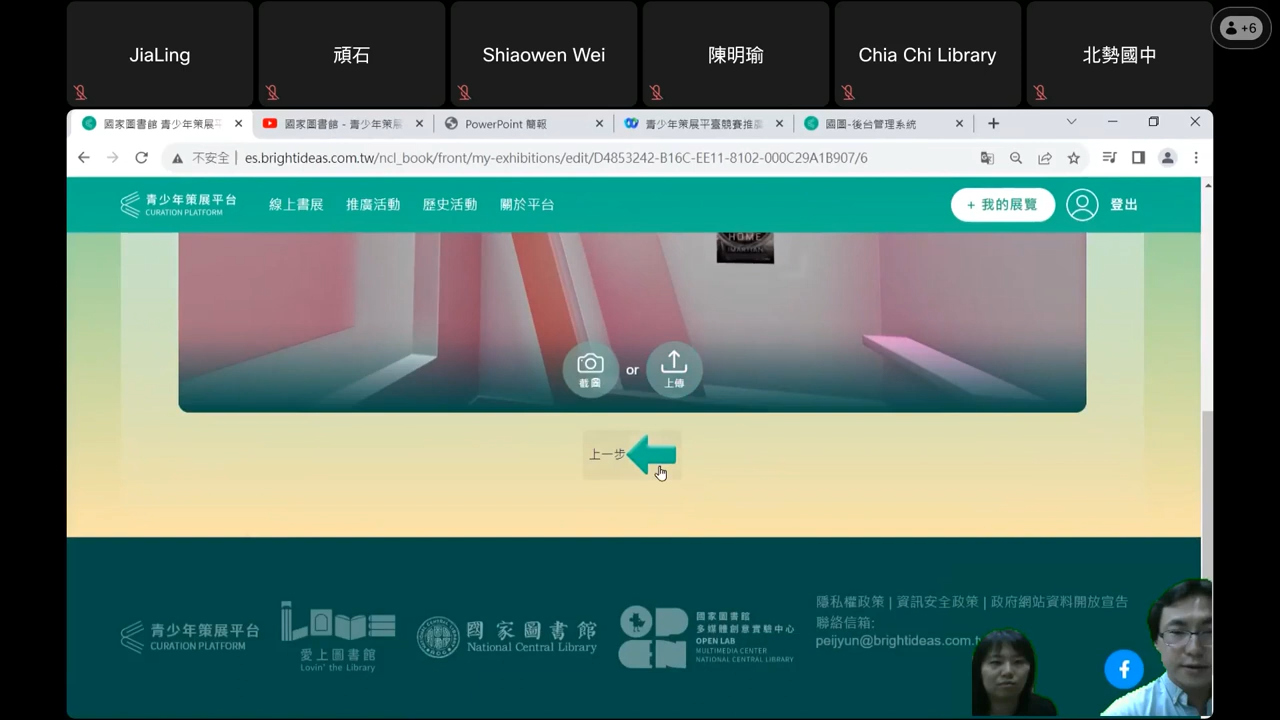 JiaLing
頑石
Shiaowen Wei
陳明瑜
Chia Chi Library
北勢國中
+6
國家圖書館 青少年策展平
國家圖書館 - 青少年策展
PowerPoint 簡報
青少年策展平臺競賽推廣
國圖-後台管理系統
不安全
es.brightideas.com.tw/ncl_book/front/my-exhibitions/edit/D4853242-B16C-EE11-8102-000C29A1B907/6
青少年策展平台
CURATION PLATFORM
線上書展
推廣活動
歷史活動
關於平台
+ 我的展覽
登出
HOME
截圖
or
上傳
上一步
青少年策展平台
CURATION PLATFORM
愛上圖書館
Lovin' the Library
國家圖書館
National Central Library
OPEN
國家圖書館
多媒體創意實驗中心
OPEN LAB
MULTIMEDIA CENTER
NATIONAL CENTRAL LIBRARY
隱私權政策 | 資訊安全政策 | 政府網站資料開放宣告
聯絡信箱:
peijyun@brightideas.com.t